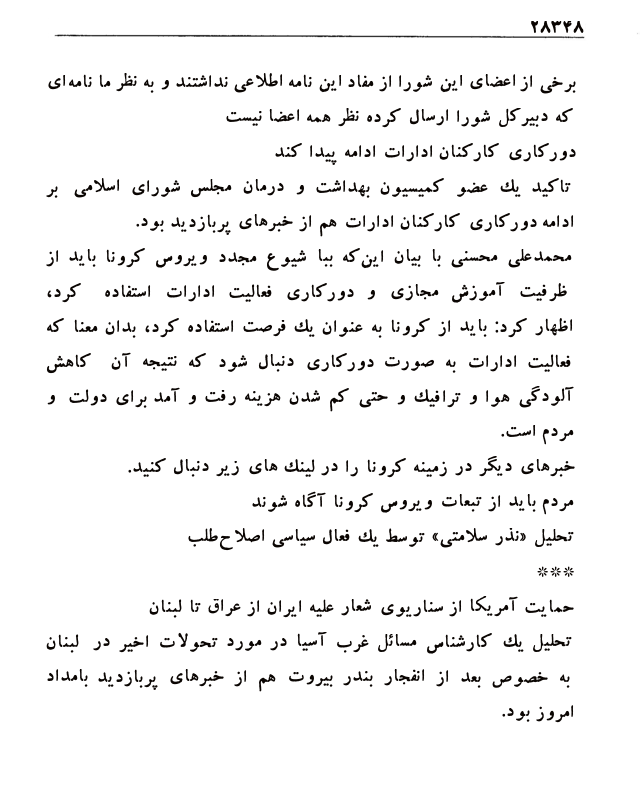 ۲۸۳۴۸
برخی از اعضای این شورا از مفاد این نامه اطلاعی نداشتند و به نظر ما نامه‌ای
که دبیرکل شورا ارسال کرده نظر همه اعضا نیست
دورکاری کارکنان ادارات ادامه پیدا کند
تاکید یك عضو کمیسیون بهداشت و درمان مجلس شورای اسلامی بر
ادامه دورکاری کارکنان ادارات هم از خبرهای پربازدید بود.
محمدعلی محسنی با بیان این‌که ببا شیوع مجدد ویروس کرونا باید از
ظرفیت آموزش مجازی و دورکاری فعالیت ادارات استفاده کرد،
اظهار کرد: باید از کرونا به عنوان یك فرصت استفاده کرد، بدان معنا که
فعالیت ادارات به صورت دورکاری دنبال شود که نتیجه آن کاهش
آلودگی هوا و ترافیك و حتی کم شدن هزینه رفت و آمد برای دولت و
مردم است.
خبرهای دیگر در زمینه کرونا را در لینك های زیر دنبال کنید.
مردم باید از تبعات ویروس کرونا آگاه شوند
تحلیل «نذر سلامتی» توسط یك فعال سیاسی اصلاح‌طلب
***
حمایت آمریکا از سناریوی شعار علیه ایران از عراق تا لبنان
تحلیل یك کارشناس مسائل غرب آسیا در مورد تحولات اخیر در لبنان
به خصوص بعد از انفجار بندر بیروت هم از خبرهای پربازدید بامداد
امروز بود.